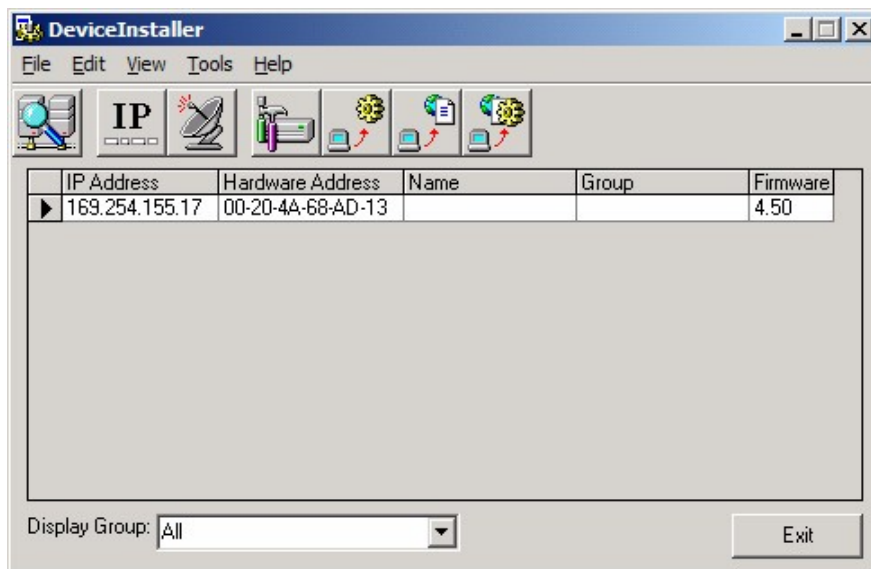 DeviceInstaller
File Edit View Tools Help
IP
IP Address Hardware Address Name Group Firmware
169.254.155.17 00-20-4A-68-AD-13 4.50
Display Group: All
Exit